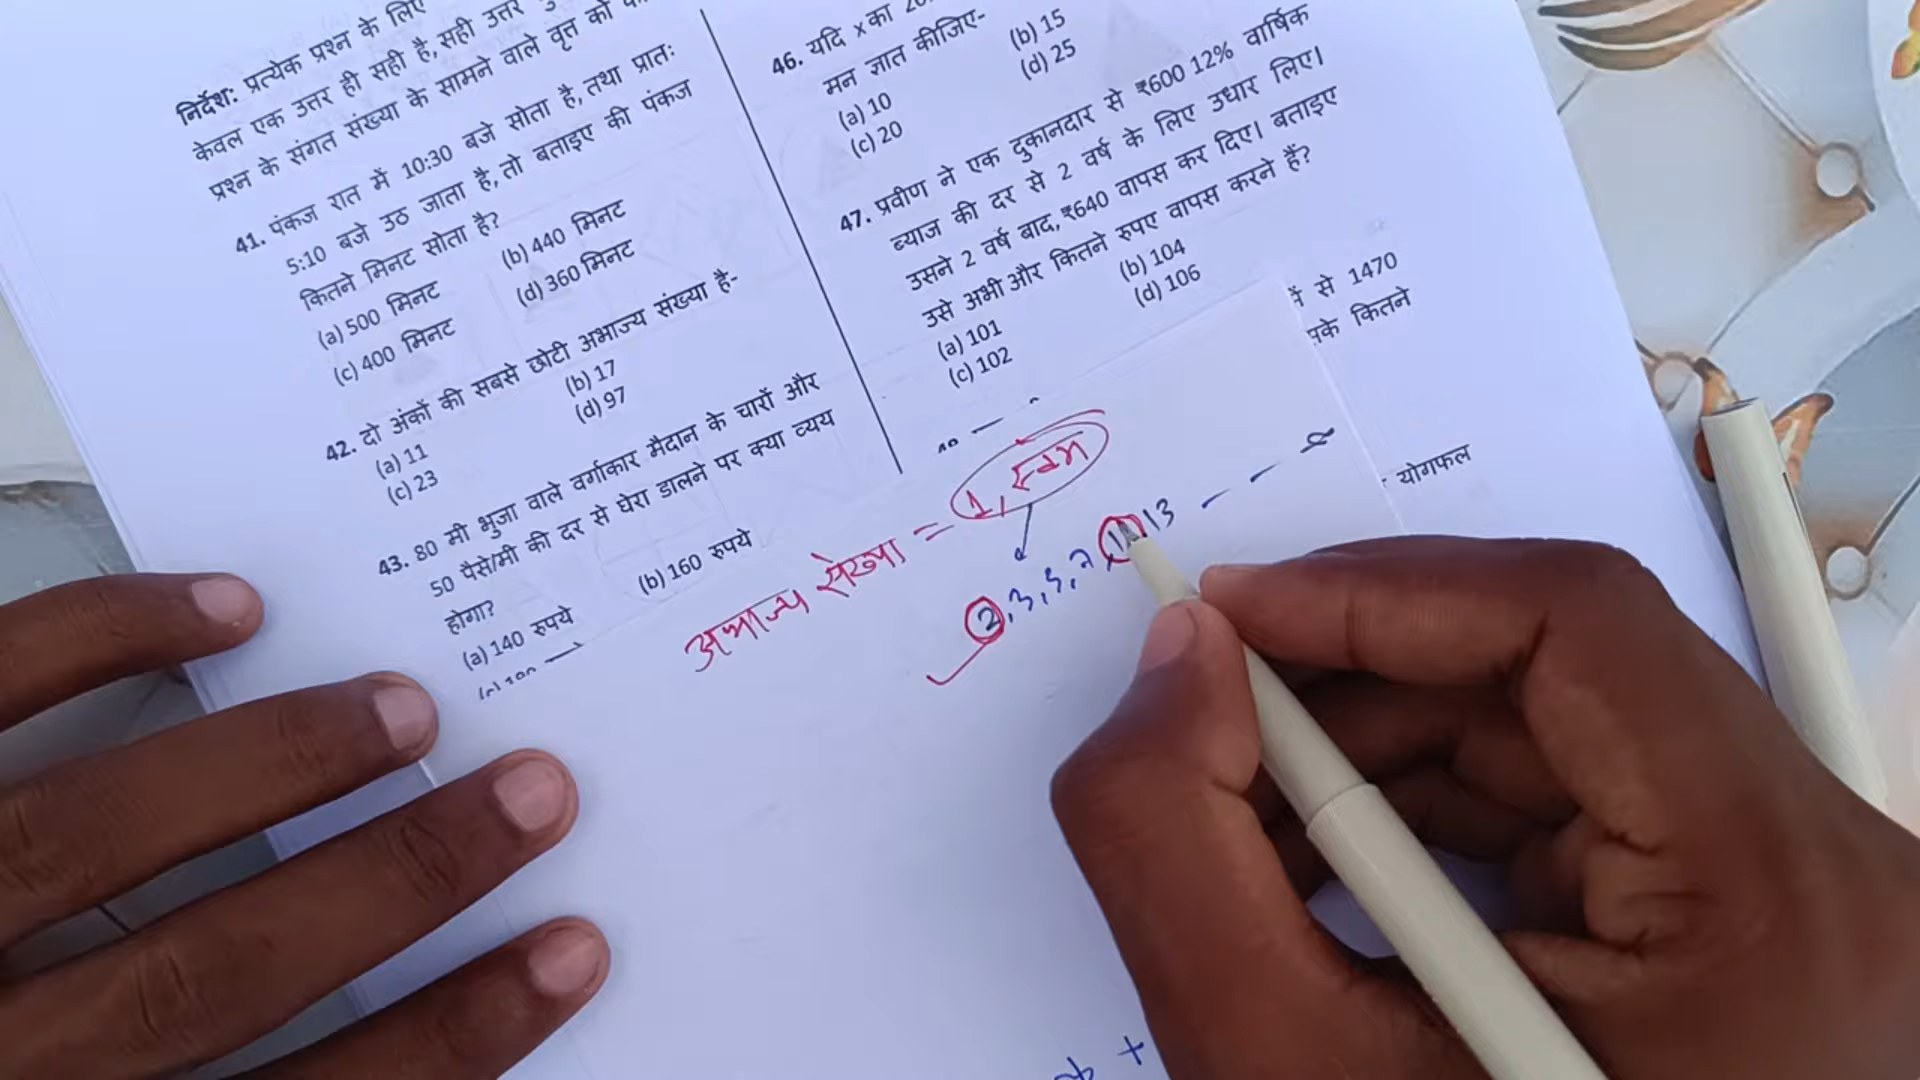 निर्देश: प्रत्येक प्रश्न के लिए
केवल एक उत्तर ही सही है, सही उत्तर
प्रश्न के संगत संख्या के सामने वाले वृत्त को
41. पंकज रात में 10:30 बजे सोता है, तथा प्रात:
5:10 बजे उठ जाता है, तो बताइए की पंकज
कितने मिनट सोता है?
(a) 500 मिनट (b) 440 मिनट
(c) 400 मिनट (d) 360 मिनट
42. दो अंकों की सबसे छोटी अभाज्य संख्या है-
(a) 11 (b) 17
(c) 23 (d) 97
43. 80 मी भुजा वाले वर्गाकार मैदान के चारों और
50 पैसे/मी की दर से घेरा डालने पर क्या व्यय
होगा?
(a) 140 रुपये (b) 160 रुपये
46. यदि x का
मन ज्ञात कीजिए-
(a) 10 (b) 15
(c) 20 (d) 25
47. प्रवीण ने एक दुकानदार से ₹600 12% वार्षिक
ब्याज की दर से 2 वर्ष के लिए उधार लिए।
उसने 2 वर्ष बाद, ₹640 वापस कर दिए। बताइए
उसे अभी और कितने रुपए वापस करने हैं?
(a) 101 (b) 104
(c) 102 (d) 106
में से 1470
कितने
योगफल
अभाज्य संख्या = 1, स्वयं
2, 3, 5, 7, 11, 13 - - -
+